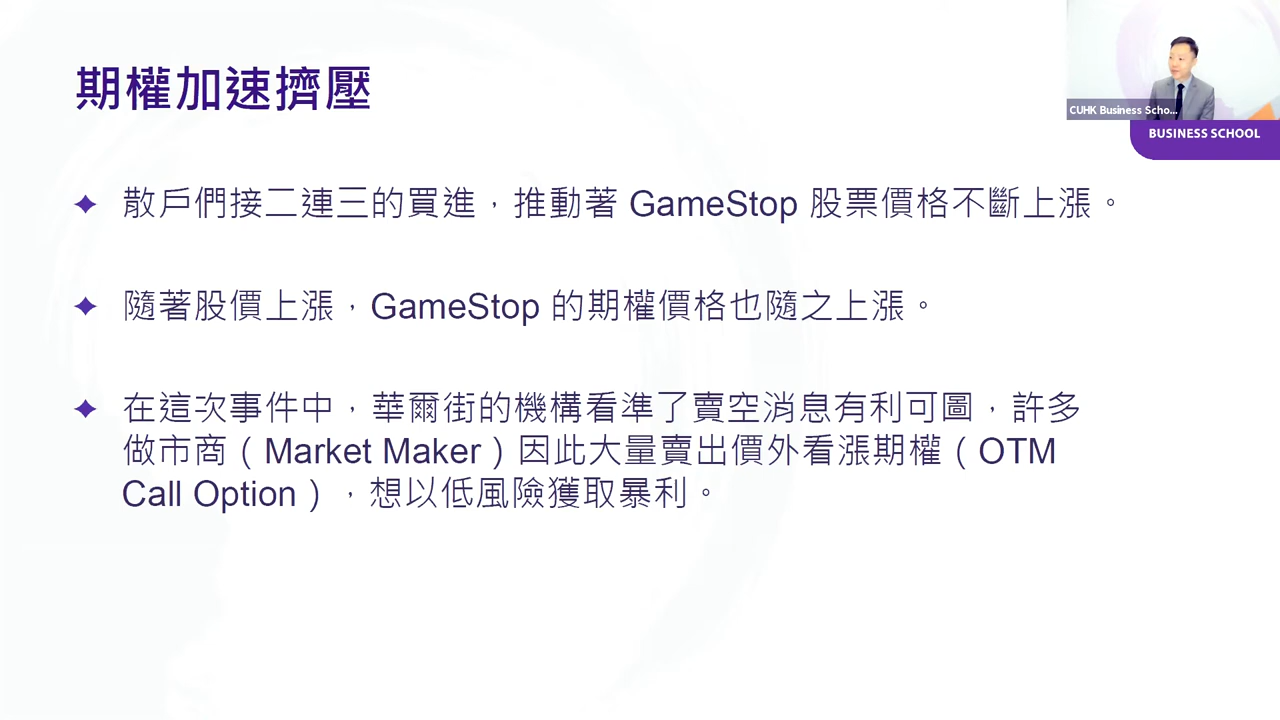 期權加速擠壓
CUHK Business Scho...
BUSINESS SCHOOL
散戶們接二連三的買進，推動著 GameStop 股票價格不斷上漲。
隨著股價上漲，GameStop 的期權價格也隨之上漲。
在這次事件中，華爾街的機構看準了賣空消息有利可圖，許多
做市商（Market Maker）因此大量賣出價外看漲期權（OTM
Call Option），想以低風險獲取暴利。